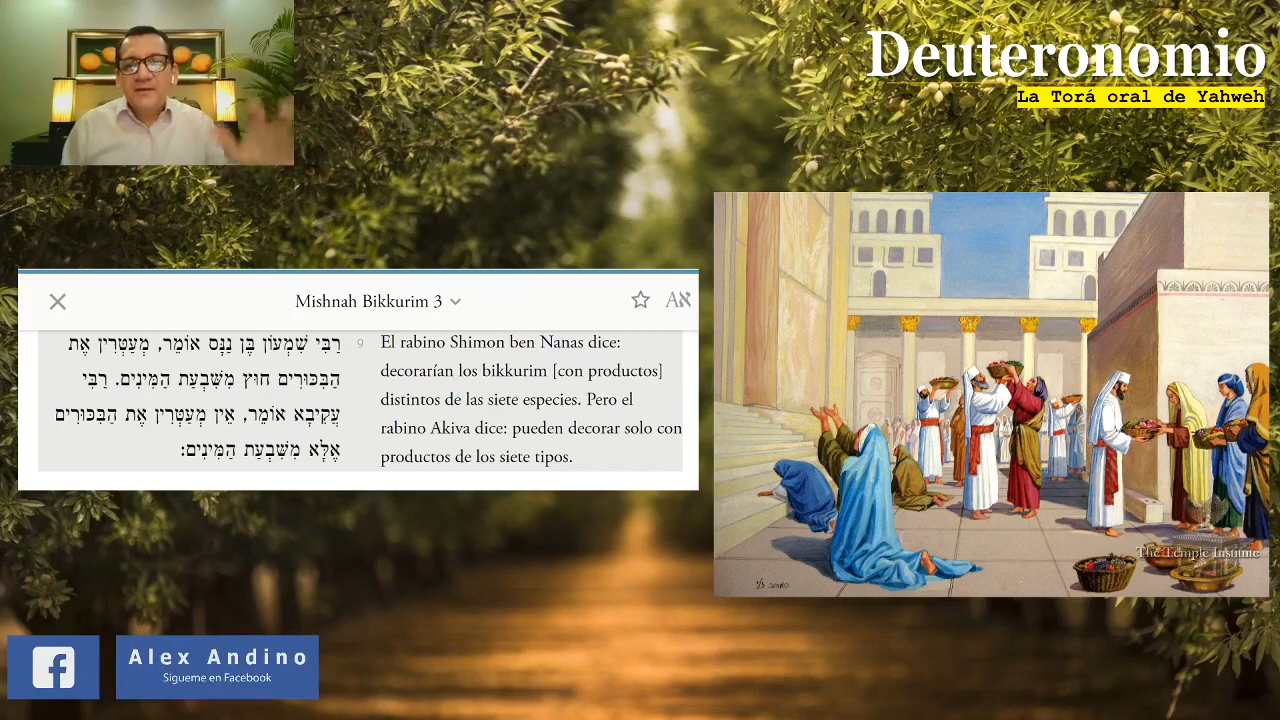 Deuteronomio
La Torá oral de Yahweh
Mishnah Bikkurim 3
Aא
רַבִּי שִׁמְעוֹן בֶּן נַנָּס אוֹמֵר, מְעַטְּרִין אֶת
הַבִּכּוּרִים חוּץ מִשִּׁבְעַת הַמִּינִים. רַבִּי
עֲקִיבָא אוֹמֵר, אֵין מְעַטְּרִין אֶת הַבִּכּוּרִים
אֶלָּא מִשִּׁבְעַת הַמִּינִים:
9
El rabino Shimon ben Nanas dice:
decorarían los bikkurim [con productos]
distintos de las siete especies. Pero el
rabino Akiva dice: pueden decorar solo con
productos de los siete tipos.
The Temple Institute
f
Alex Andino
Sígueme en Facebook